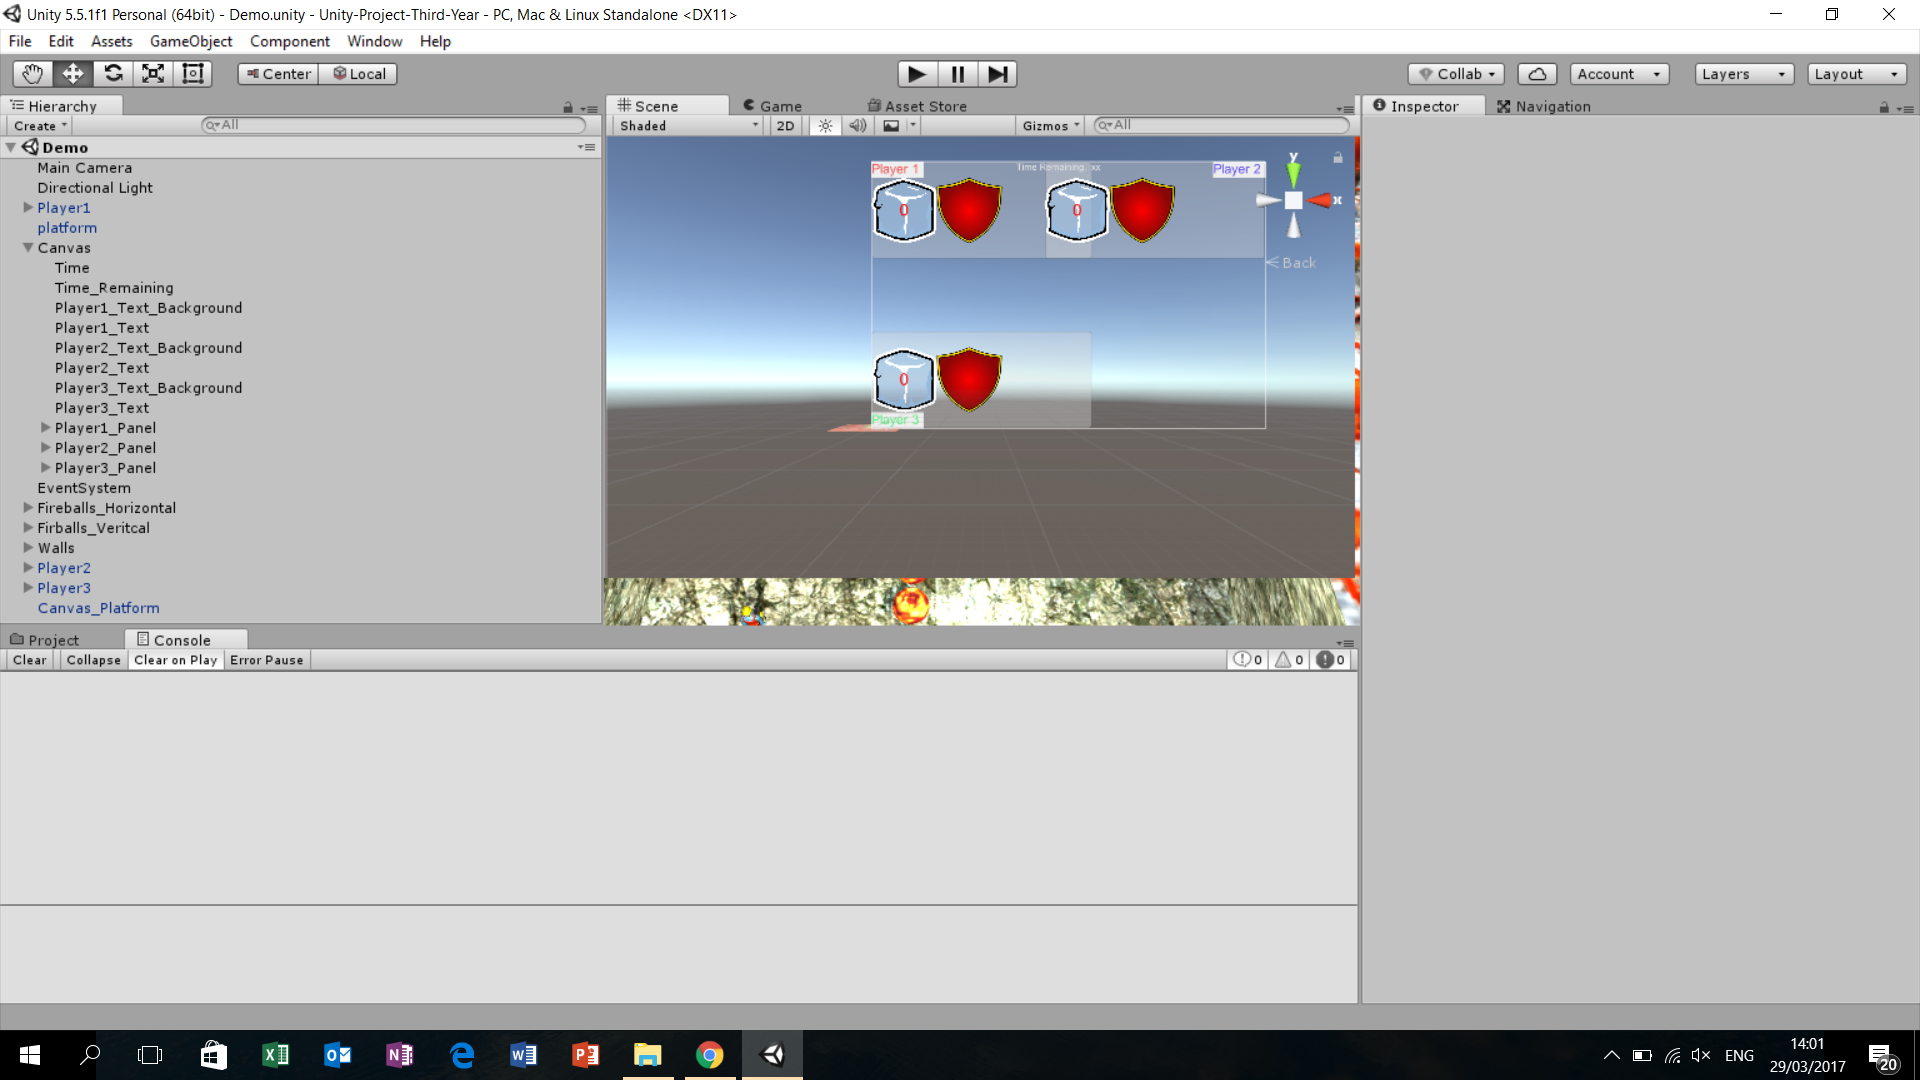 Unity 5.5.1f1 Personal (64bit) - Demo.unity - Unity-Project-Third-Year - PC, Mac & Linux Standalone <DX11>
File Edit Assets GameObject Component Window Help
Center Local Collab Account Layers Layout
Hierarchy
Create All
Demo
Main Camera
Directional Light
Player1
platform
Canvas
Time
Time_Remaining
Player1_Text_Background
Player1_Text
Player2_Text_Background
Player2_Text
Player3_Text_Background
Player3_Text
Player1_Panel
Player2_Panel
Player3_Panel
EventSystem
Fireballs_Horizontal
Firballs_Veritcal
Walls
Player2
Player3
Canvas_Platform
Scene Game Asset Store
Shaded 2D Gizmos All
Player 1 Time Remaining: xx Player 2
0 0
Back
0
Player 3
Inspector Navigation
Project Console
Clear Collapse Clear on Play Error Pause 0 0 0
ENG 14:01
29/03/2017
20